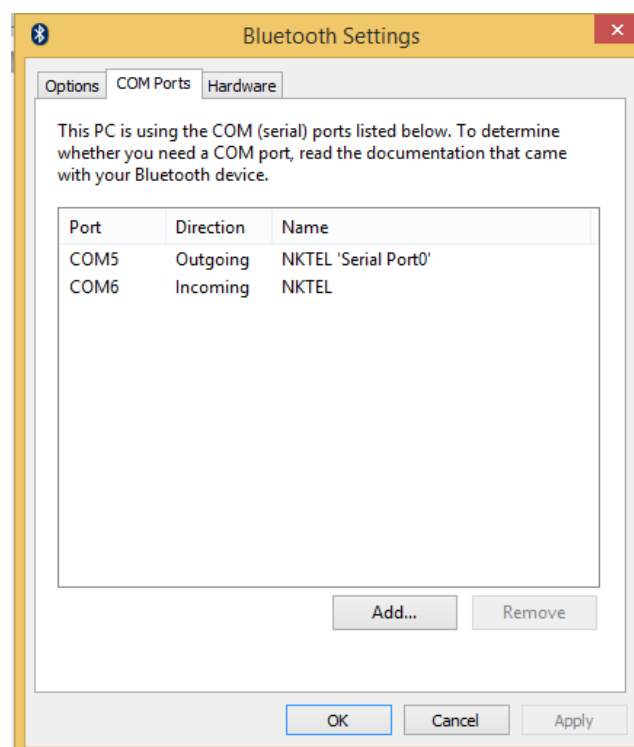 Bluetooth Settings
Options COM Ports Hardware
This PC is using the COM (serial) ports listed below. To determine
whether you need a COM port, read the documentation that came
with your Bluetooth device.
Port Direction Name
COM5 Outgoing NKTEL 'Serial Port0'
COM6 Incoming NKTEL
Add... Remove
OK Cancel Apply